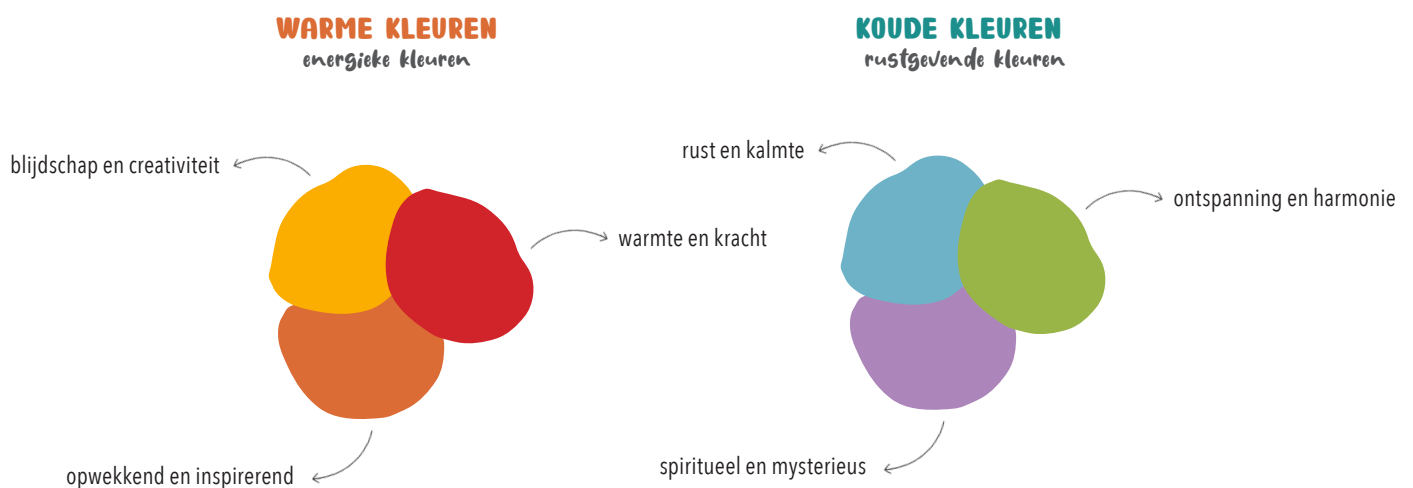 WARME KLEUREN
energieke kleuren
blijdschap en creativiteit
warmte en kracht
opwekkend en inspirerend
KOUDE KLEUREN
rustgevende kleuren
rust en kalmte
ontspanning en harmonie
spiritueel en mysterieus